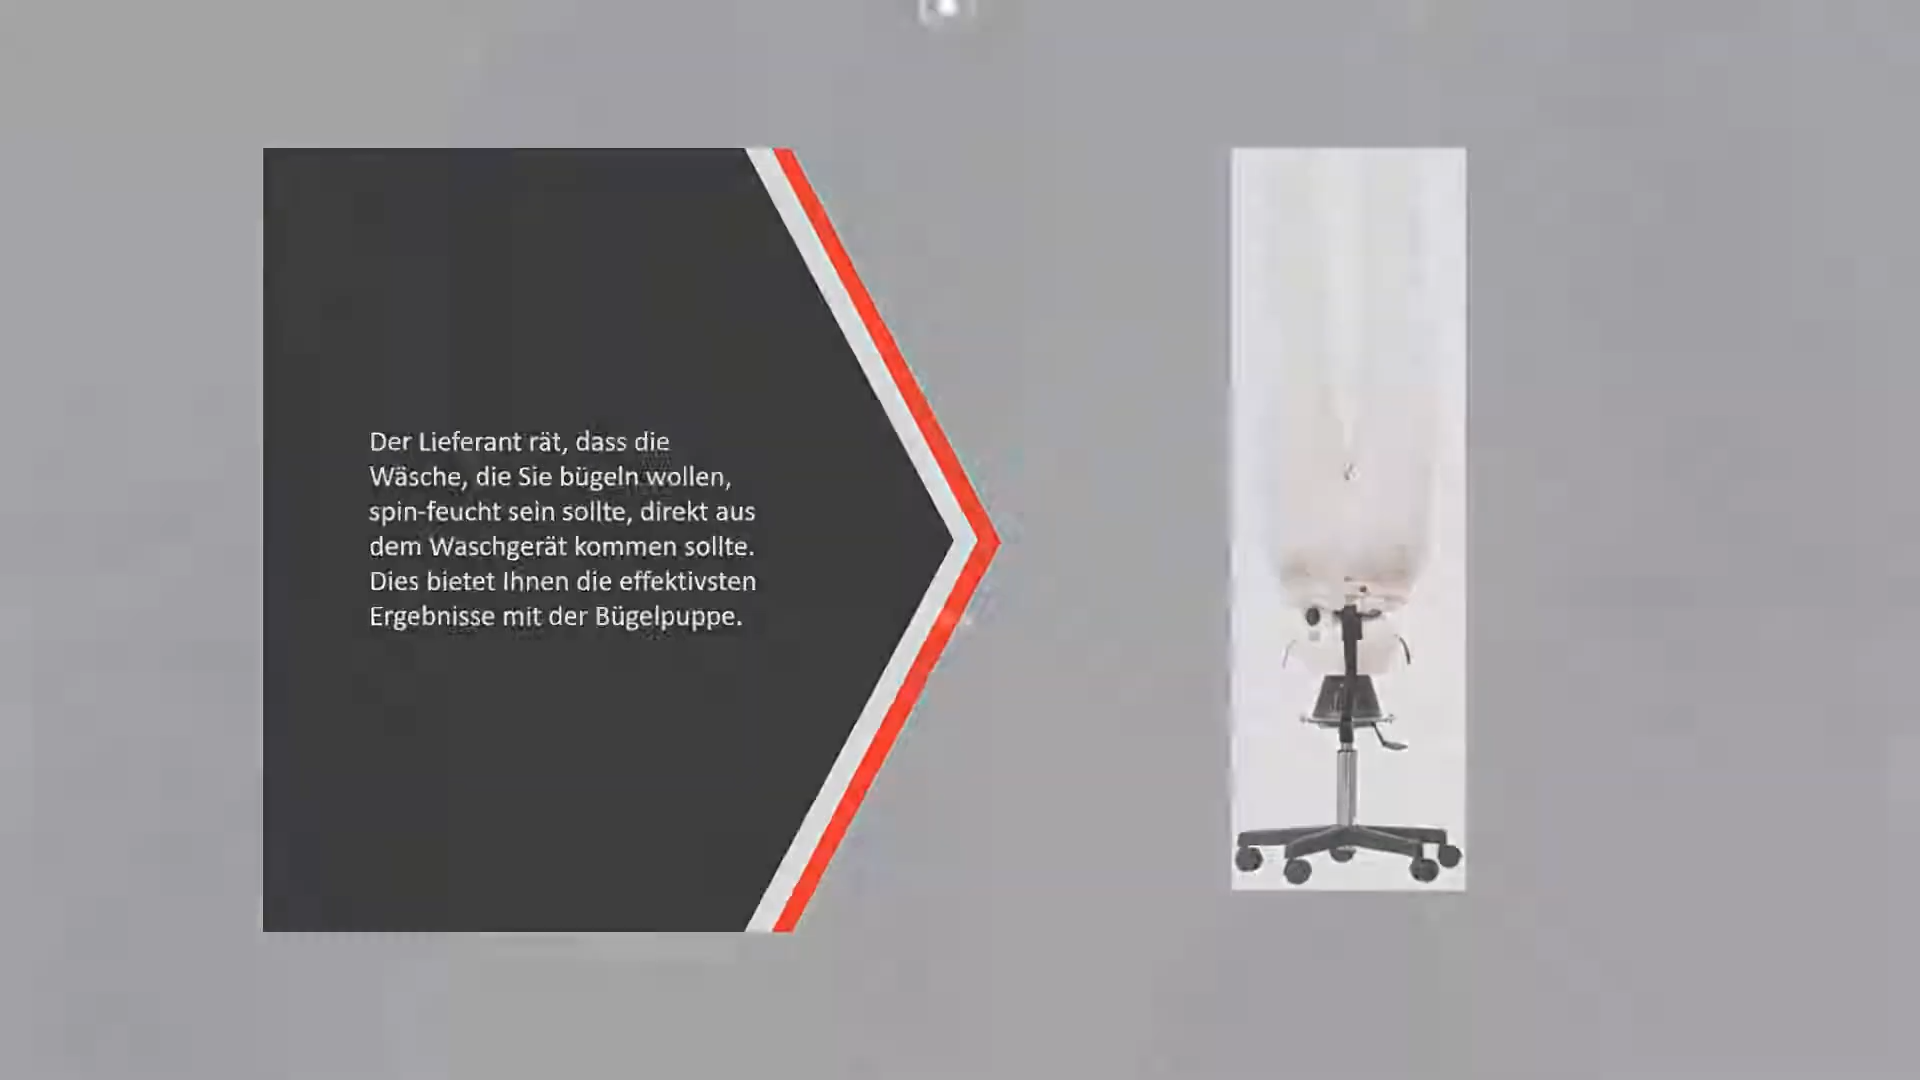 Der Lieferant rät, dass die
Wäsche, die Sie bügeln wollen,
spin-feucht sein sollte, direkt aus
dem Waschgerät kommen sollte.
Dies bietet Ihnen die effektivsten
Ergebnisse mit der Bügelpuppe.